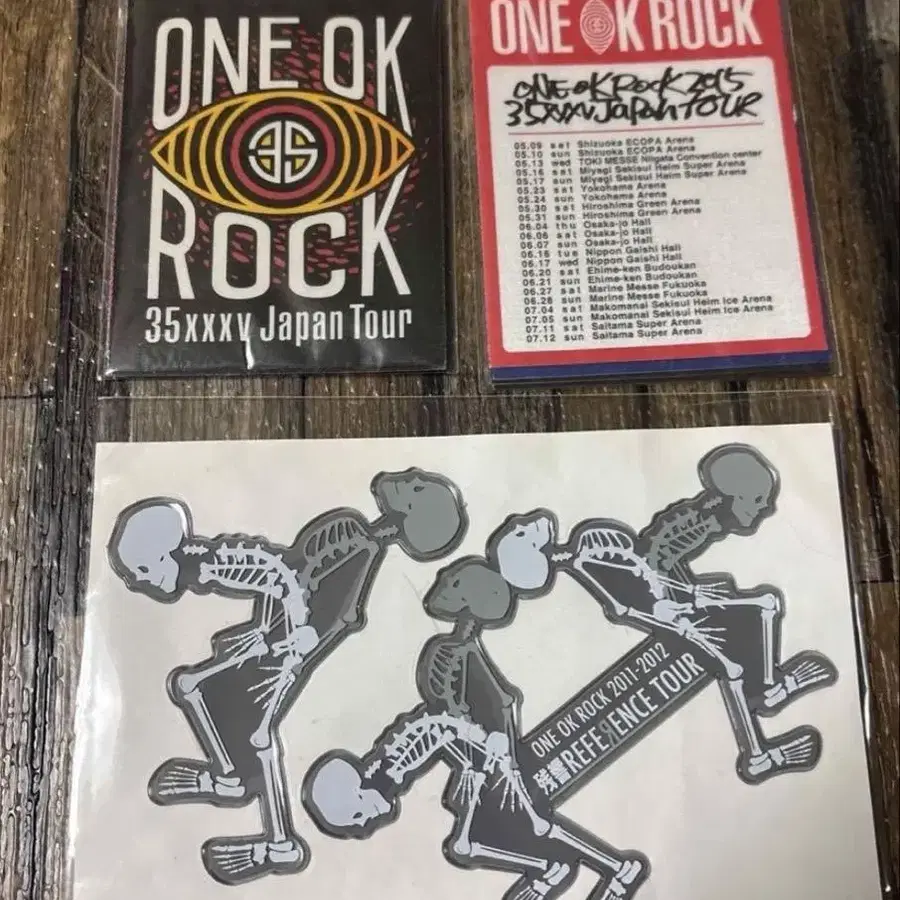 ONE OK
35
ROCK
35xxxv Japan Tour
ONE OK ROCK
ONE OK ROCK 2015
35xxxv Japan TOUR
05.09 sat Shizuoka ECOPA Arena
05.10 sun Shizuoka ECOPA Arena
05.13 wed TOKI MESSE Niigata Convention center
05.16 sat Miyagi Sekisui Heim Super Arena
05.17 sun Miyagi Sekisui Heim Super Arena
05.23 sat Yokohama Arena
05.24 sun Yokohama Arena
05.30 sat Hiroshima Green Arena
05.31 sun Hiroshima Green Arena
06.04 thu Osaka-jo Hall
06.06 sat Osaka-jo Hall
06.07 sun Osaka-jo Hall
06.16 tue Nippon Gaishi Hall
06.17 wed Nippon Gaishi Hall
06.20 sat Ehime-ken Budoukan
06.21 sun Ehime-ken Budoukan
06.27 sat Marine Messe Fukuoka
06.28 sun Marine Messe Fukuoka
07.04 sat Makomanai Sekisui Heim Ice Arena
07.05 sun Makomanai Sekisui Heim Ice Arena
07.11 sat Saitama Super Arena
07.12 sun Saitama Super Arena
ONE OK ROCK 2011-2012
残響REFERENCE TOUR